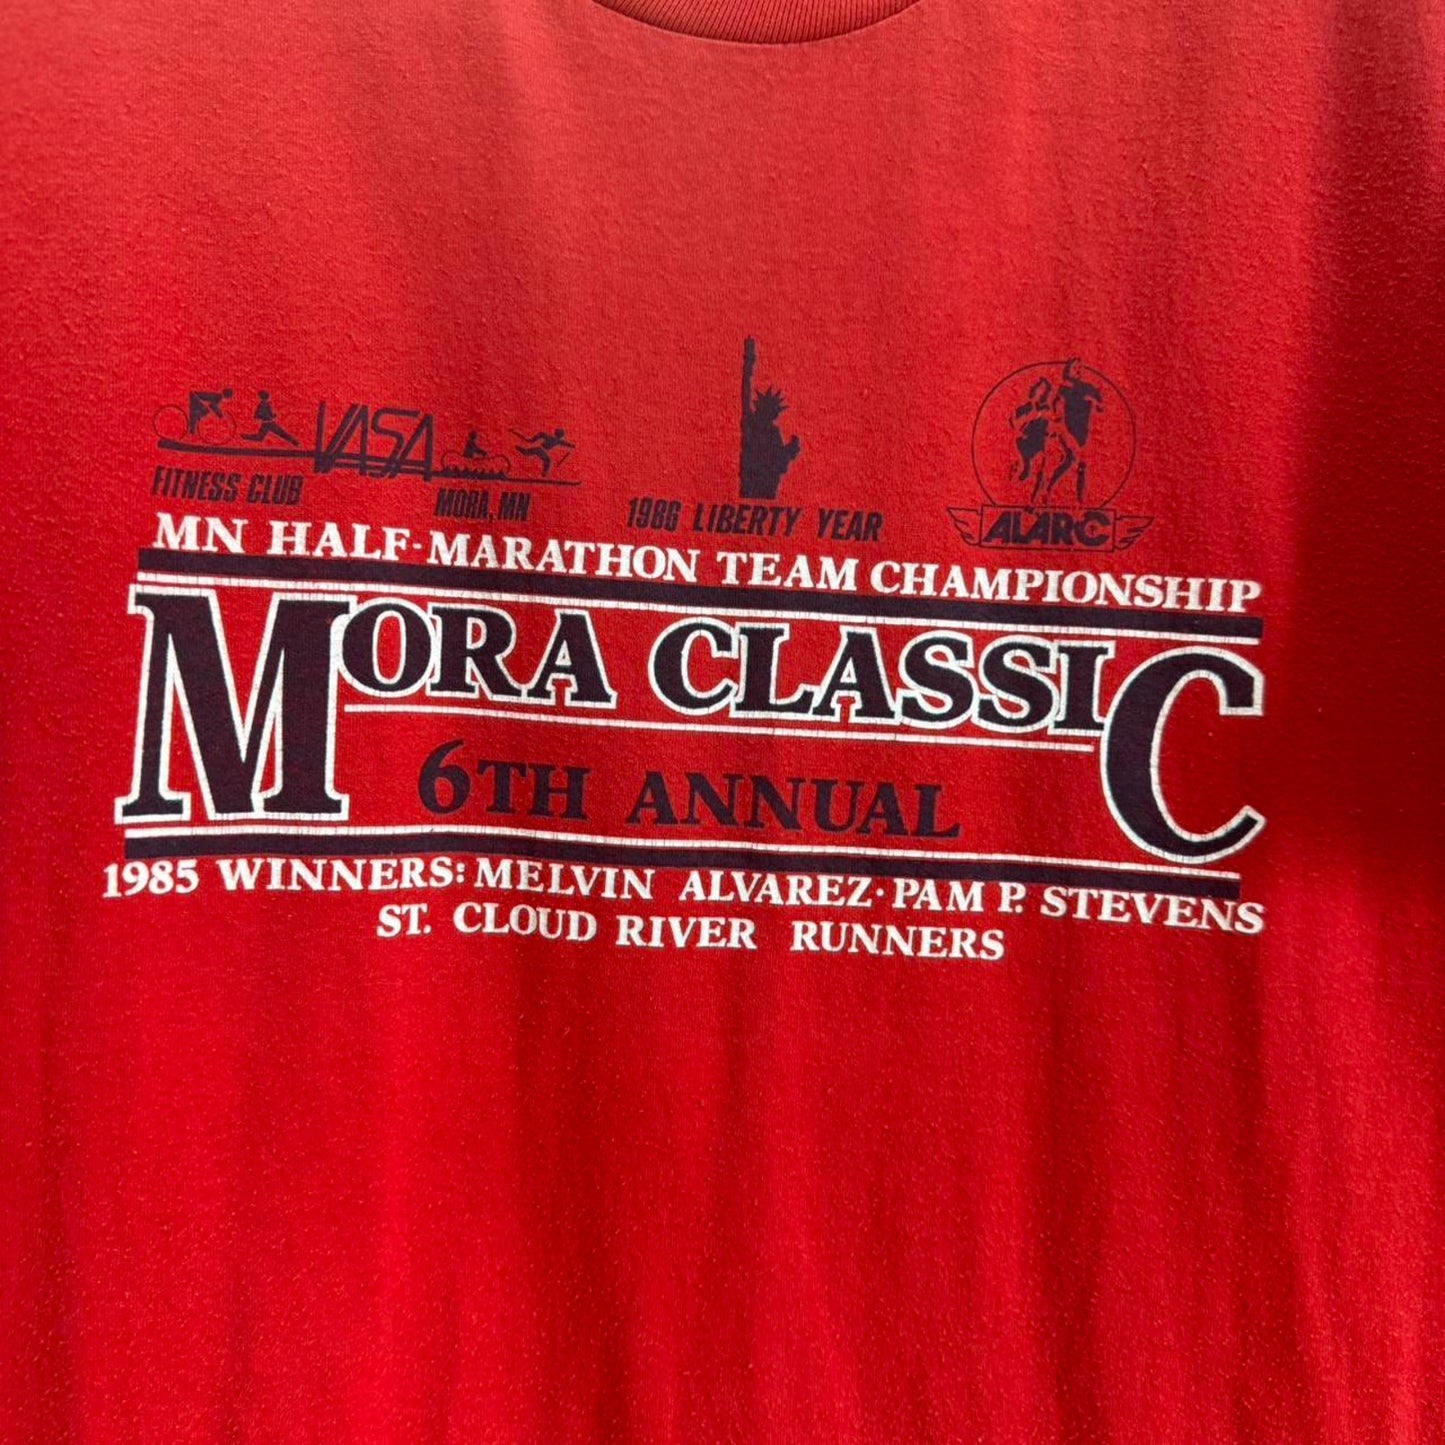 VASA
FITNESS CLUB
MORA, MN
1986 LIBERTY YEAR
ALARC
MN HALF-MARATHON TEAM CHAMPIONSHIP
MORA CLASSIC
6TH ANNUAL
1985 WINNERS: MELVIN ALVAREZ · PAM P. STEVENS
ST. CLOUD RIVER RUNNERS